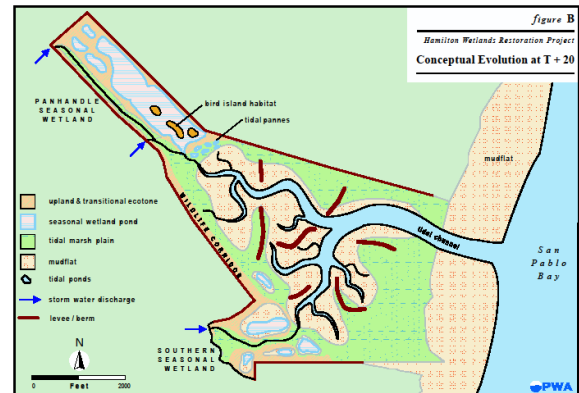 figure B
Hamilton Wetlands Restoration Project
Conceptual Evolution at T + 20
PANHANDLE
SEASONAL
WETLAND
bird island habitat
tidal pannes
mudflat
upland & transitional ecotone
seasonal wetland pond
tidal marsh plain
mudflat
tidal ponds
storm water discharge
levee / berm
WILDLIFE CORRIDOR
tidal channel
San
Pablo
Bay
N
0 2000
Feet
SOUTHERN
SEASONAL
WETLAND
PWA